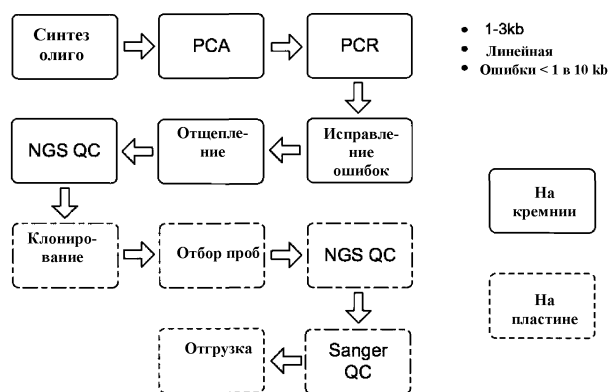 Синтез
олиго
PCA
PCR
• 1-3kb
• Линейная
• Ошибки < 1 в 10 kb
NGS QC
Отщепле-
ние
Исправле-
ние
ошибок
На
кремнии
Клониро-
вание
Отбор проб
NGS QC
На
пластине
Отгрузка
Sanger
QC